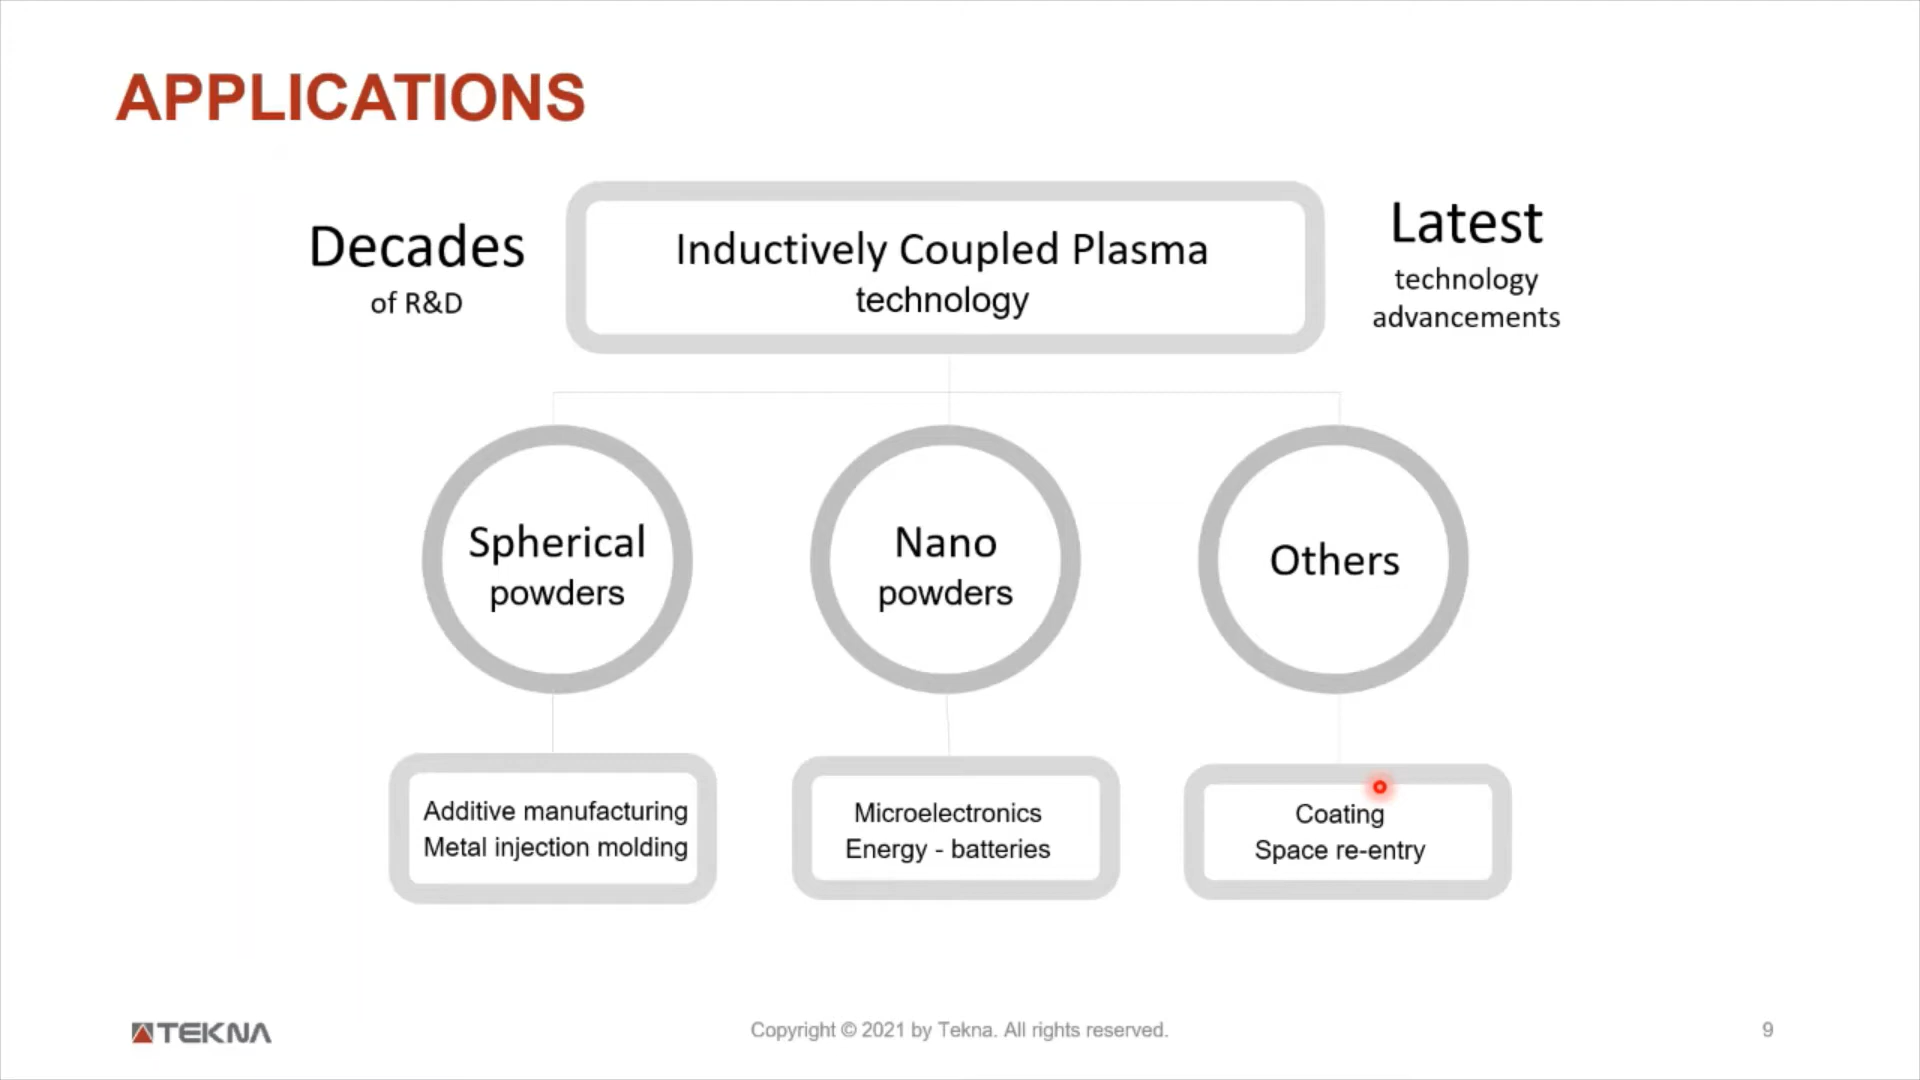 APPLICATIONS
Decades
of R&D
Inductively Coupled Plasma
technology
Latest
technology
advancements
Spherical
powders
Nano
powders
Others
Additive manufacturing
Metal injection molding
Microelectronics
Energy - batteries
Coating
Space re-entry
TEKNA
Copyright © 2021 by Tekna. All rights reserved.
9